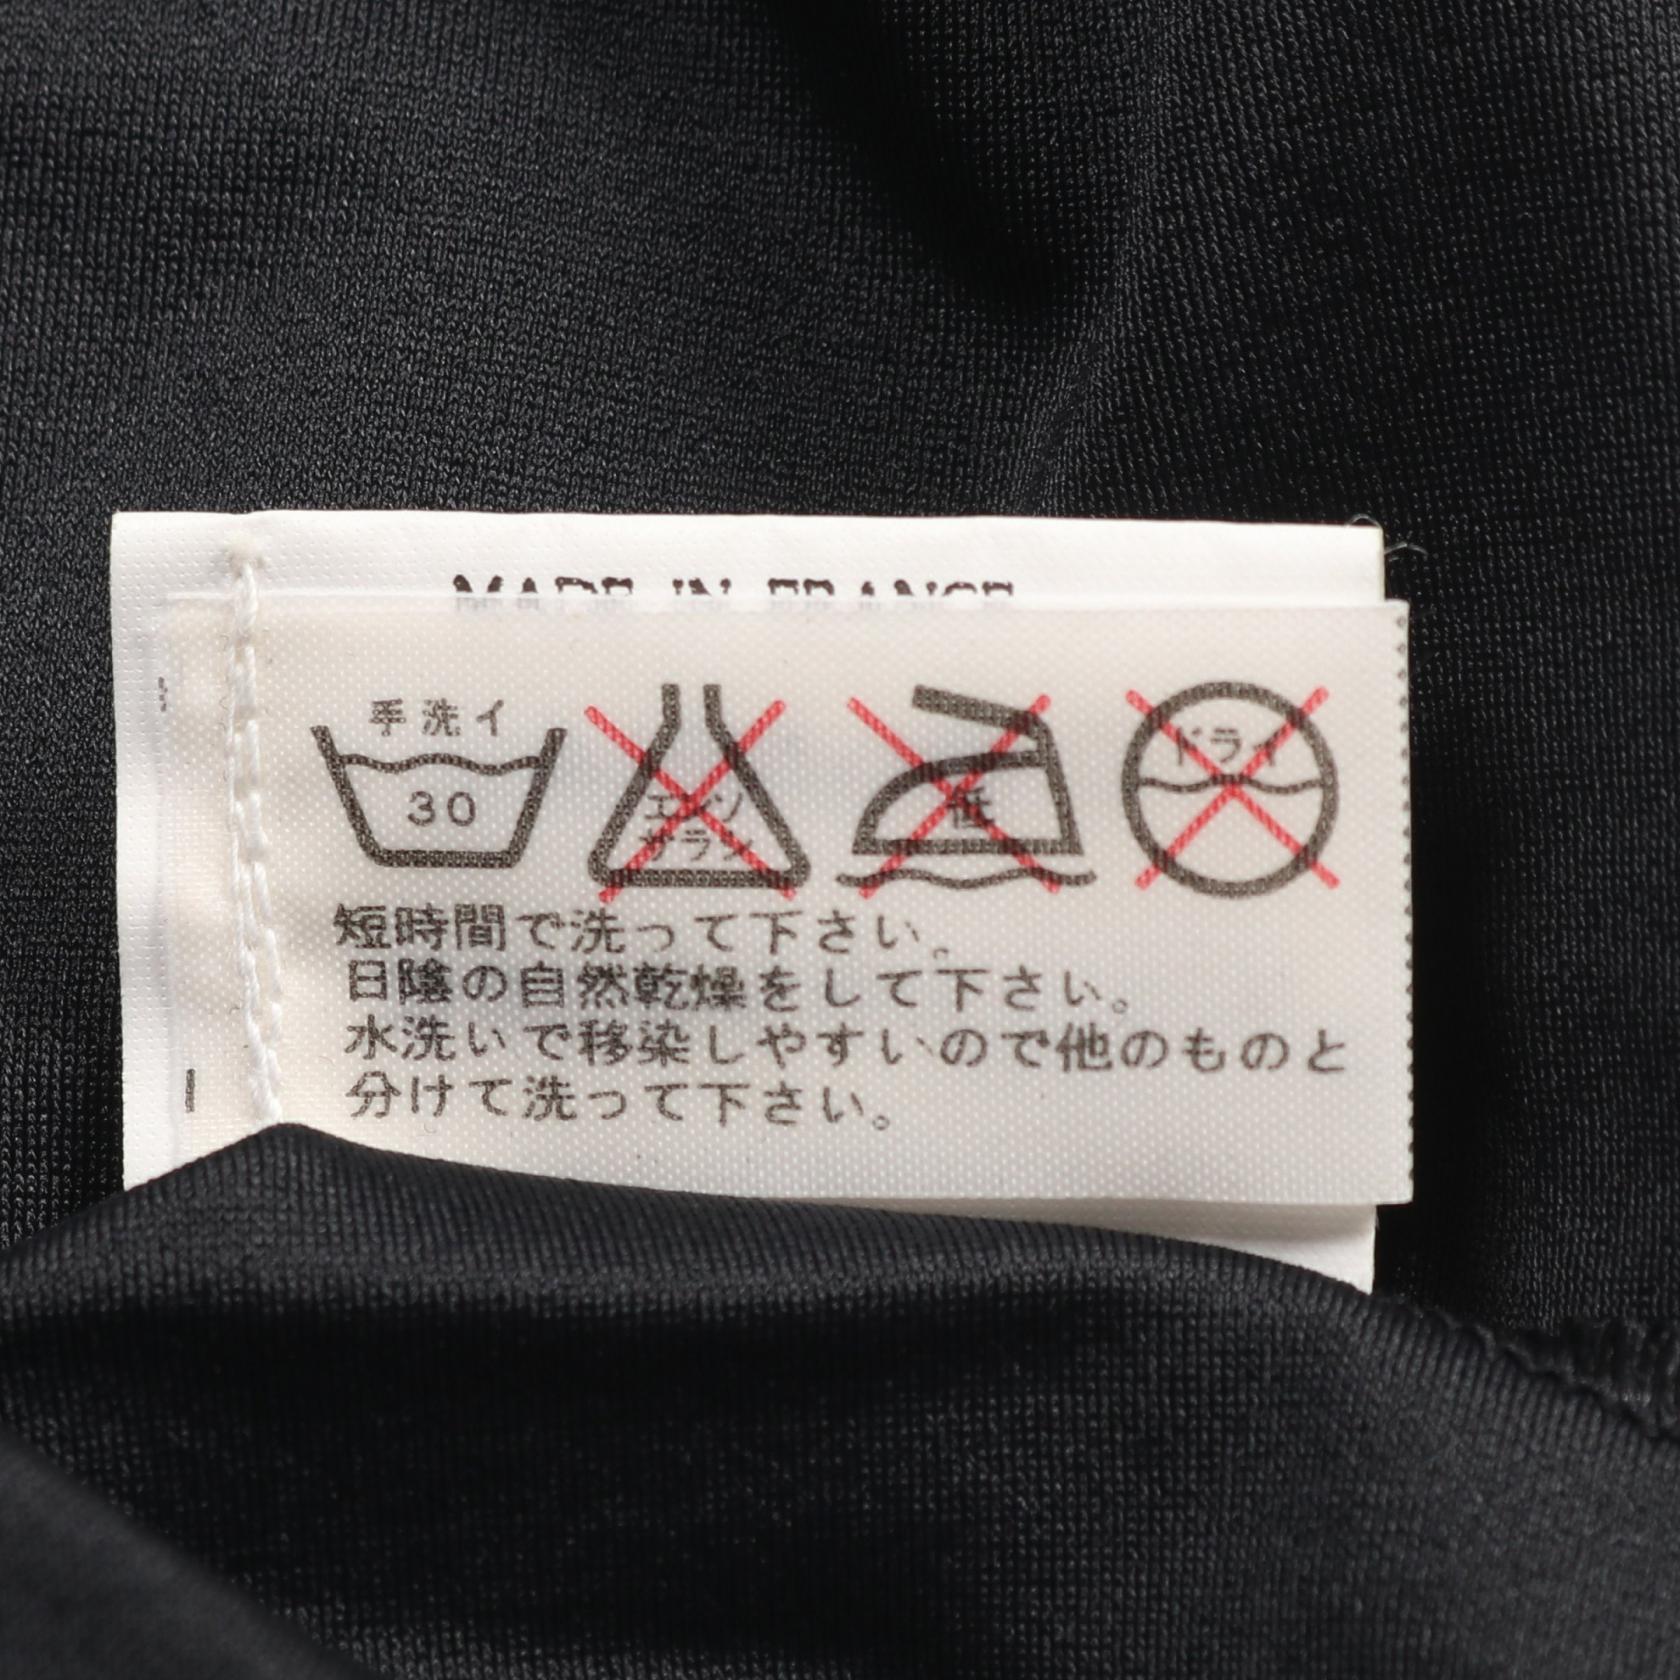 MADE IN FRANCE
手洗イ
30
エンソ
サラシ
低
ドライ
短時間で洗って下さい。
日陰の自然乾燥をして下さい。
水洗いで移染しやすいので他のものと
分けて洗って下さい。